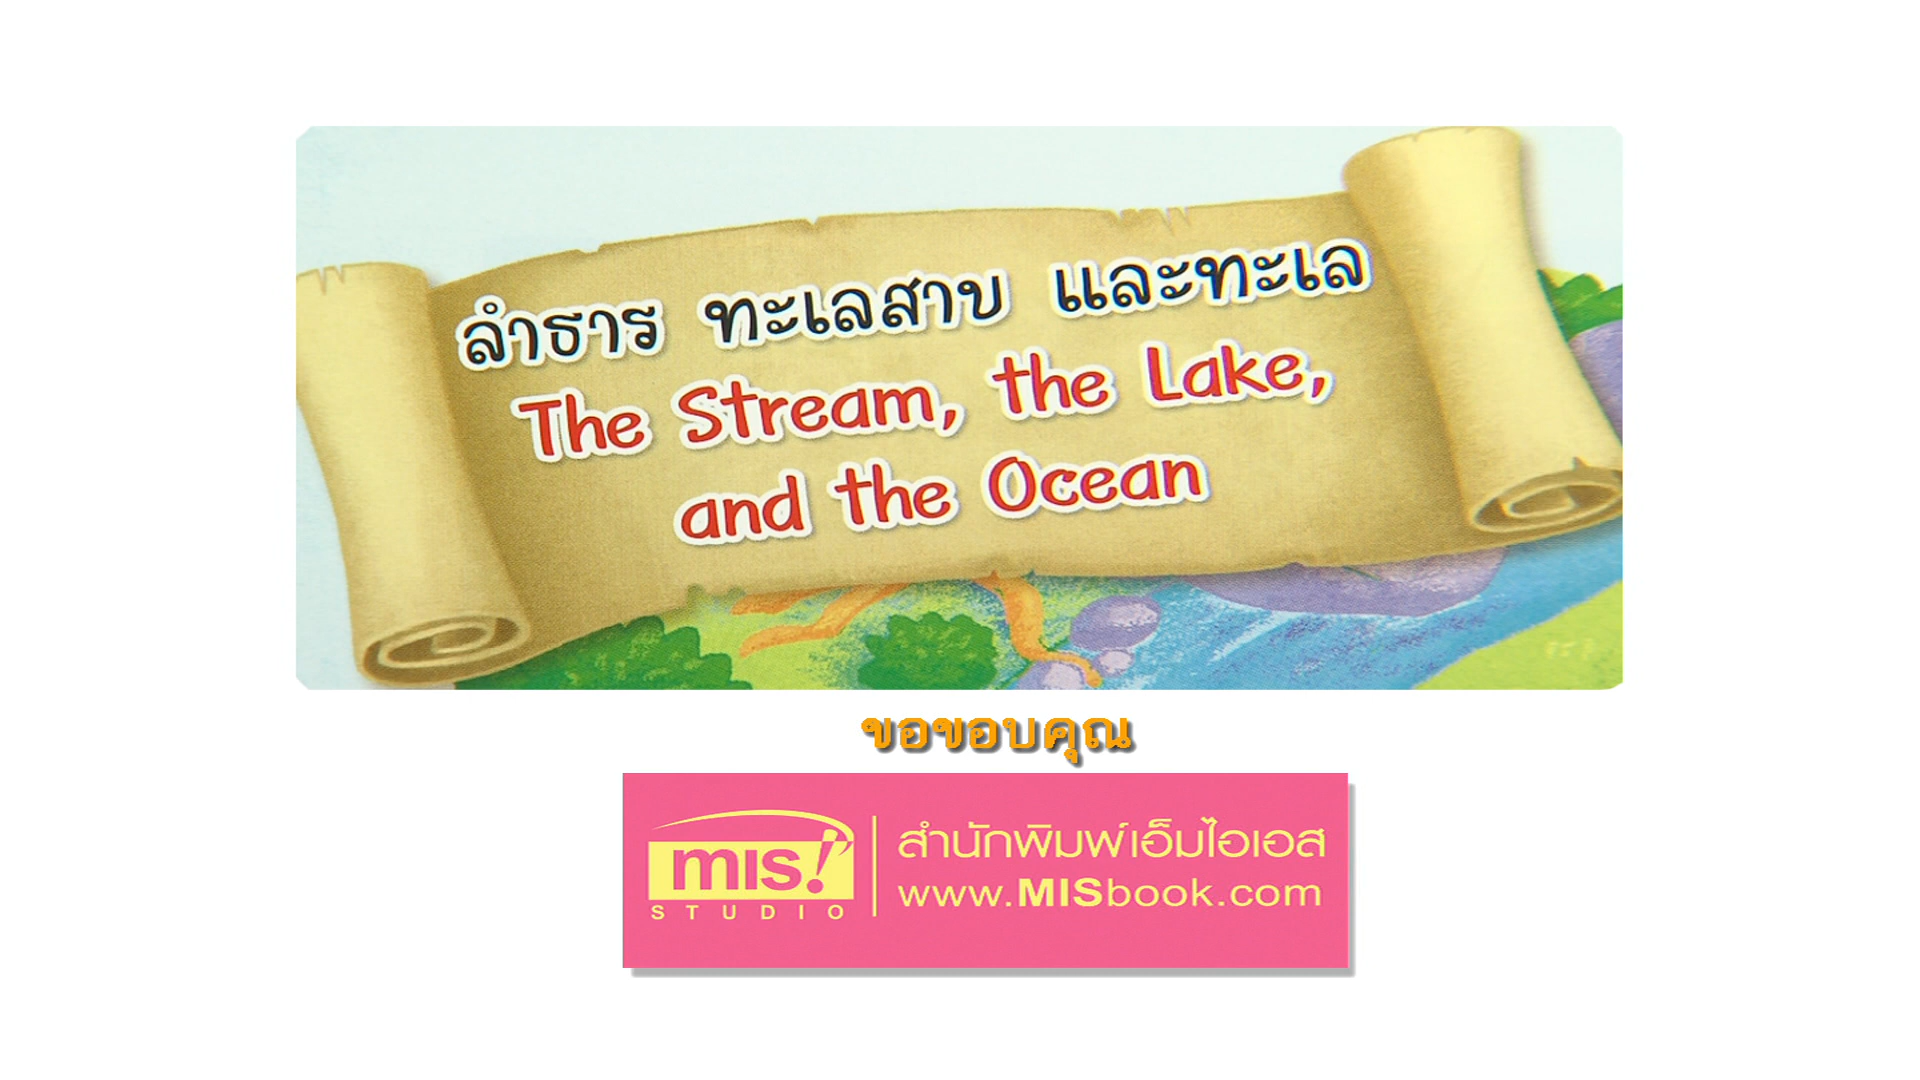 ลำธาร ทะเลสาบ และทะเล
The Stream, the Lake,
and the Ocean
ขอขอบคุณ
mis!
STUDIO
สำนักพิมพ์เอ็มไอเอส
www.MISbook.com